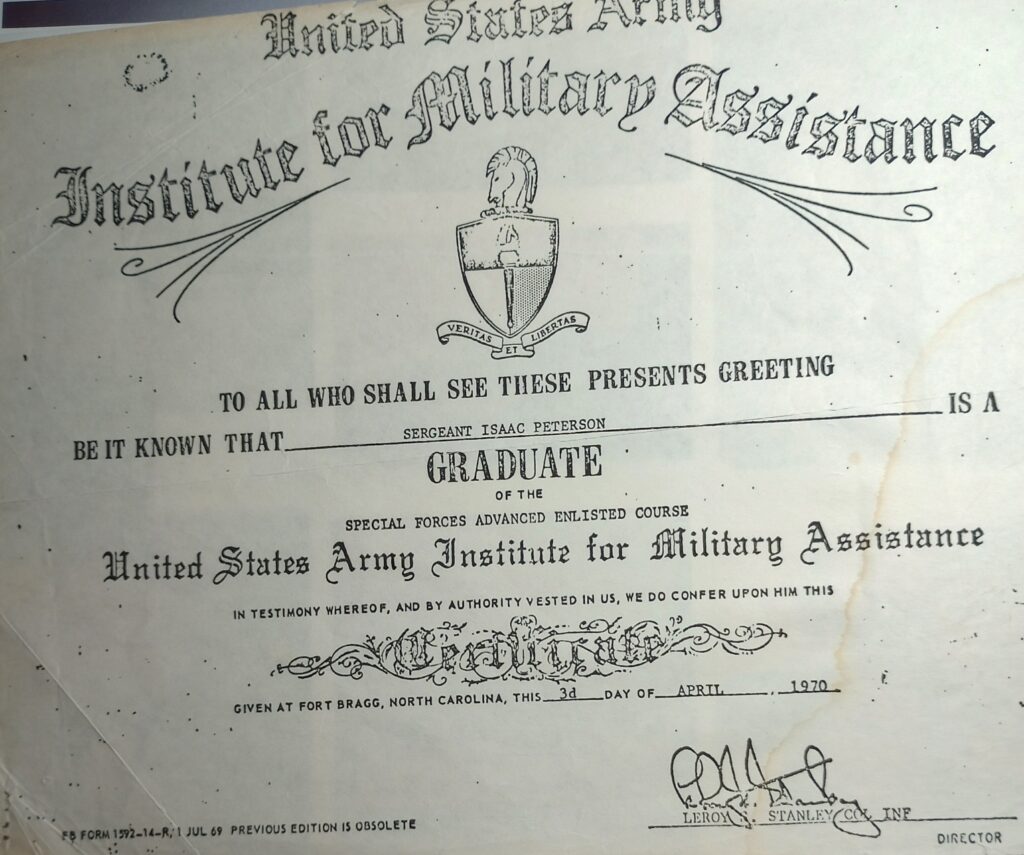 United States Army
Institute for Military Assistance
VERITAS ET LIBERTAS
TO ALL WHO SHALL SEE THESE PRESENTS GREETING
BE IT KNOWN THAT SERGEANT ISAAC PETERSON IS A
GRADUATE
OF THE
SPECIAL FORCES ADVANCED ENLISTED COURSE
United States Army Institute for Military Assistance
IN TESTIMONY WHEREOF, AND BY AUTHORITY VESTED IN US, WE DO CONFER UPON HIM THIS
Certificate
GIVEN AT FORT BRAGG, NORTH CAROLINA, THIS 3d DAY OF APRIL, 1970
LEROY S. STANLEY COL INF
DIRECTOR
FB FORM 1592-14-R, 1 JUL 69 PREVIOUS EDITION IS OBSOLETE